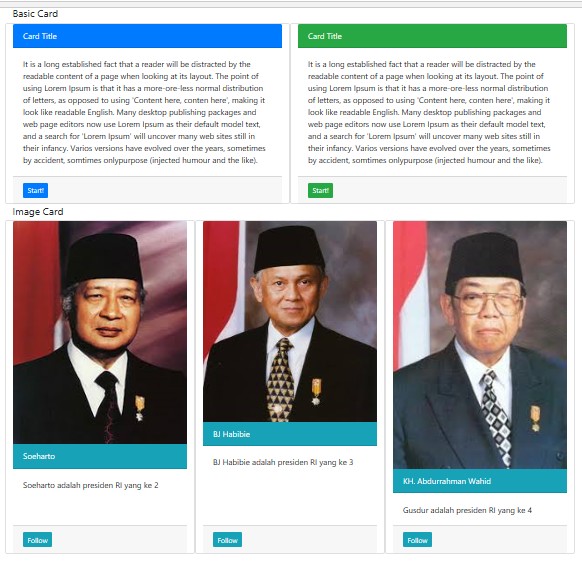 Basic Card
Card Title
It is a long established fact that a reader will be distracted by the
readable content of a page when looking at its layout. The point of
using Lorem Ipsum is that it has a more-ore-less normal distribution
of letters, as opposed to using 'Content here, conten here', making it
look like readable English. Many desktop publishing packages and
web page editors now use Lorem Ipsum as their default model text,
and a search for 'Lorem Ipsum' will uncover many web sites still in
their infancy. Varios versions have evolved over the years, sometimes
by accident, somtimes onlypurpose (injected humour and the like).
Start!
Card Title
It is a long established fact that a reader will be distracted by the
readable content of a page when looking at its layout. The point of
using Lorem Ipsum is that it has a more-ore-less normal distribution
of letters, as opposed to using 'Content here, conten here', making it
look like readable English. Many desktop publishing packages and
web page editors now use Lorem Ipsum as their default model text,
and a search for 'Lorem Ipsum' will uncover many web sites still in
their infancy. Varios versions have evolved over the years, sometimes
by accident, somtimes onlypurpose (injected humour and the like).
Start!
Image Card
Soeharto
Soeharto adalah presiden RI yang ke 2
Follow
BJ Habibie
BJ Habibie adalah presiden RI yang ke 3
Follow
KH. Abdurrahman Wahid
Gusdur adalah presiden RI yang ke 4
Follow